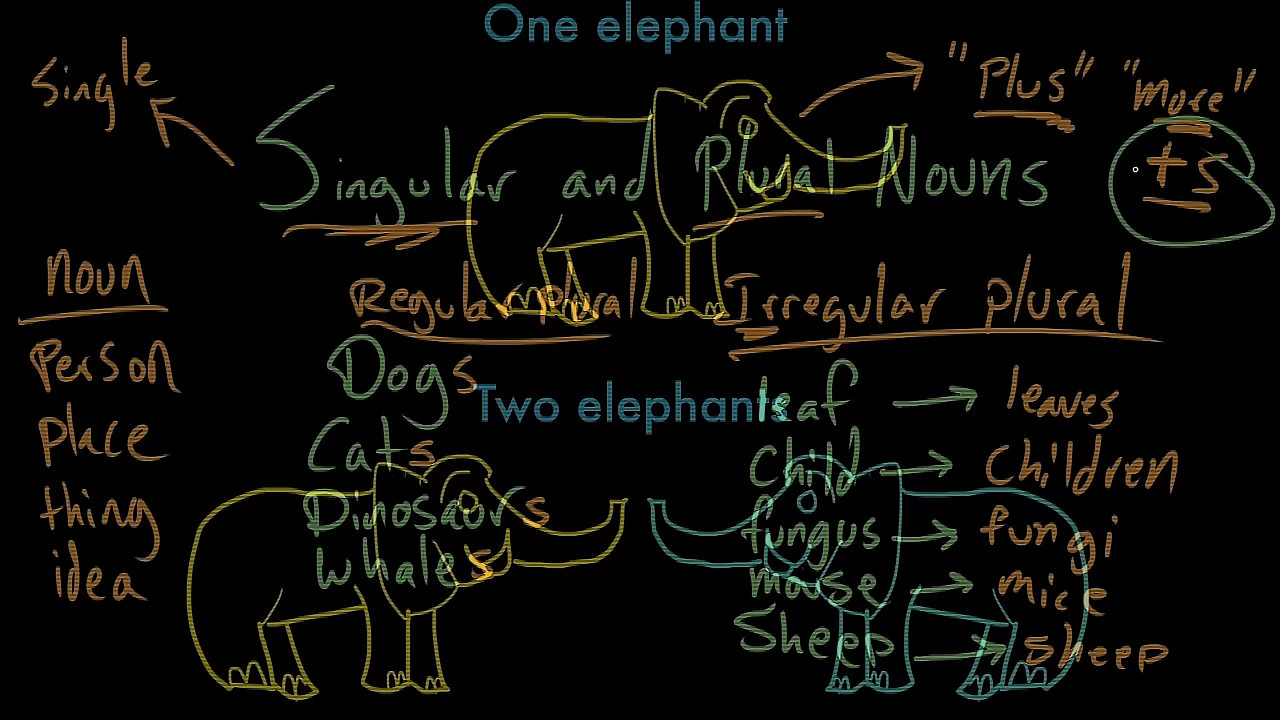 One elephant
Single
"Plus" "more"
Singular and Plural Nouns
+ s
noun
Regular Plural
Irregular plural
Person
Place
thing
idea
Dogs
Cats
Dinosaurs
Whales
Two elephants
leaf → leaves
Child → Children
fungus → fungi
mouse → mice
Sheep → sheep